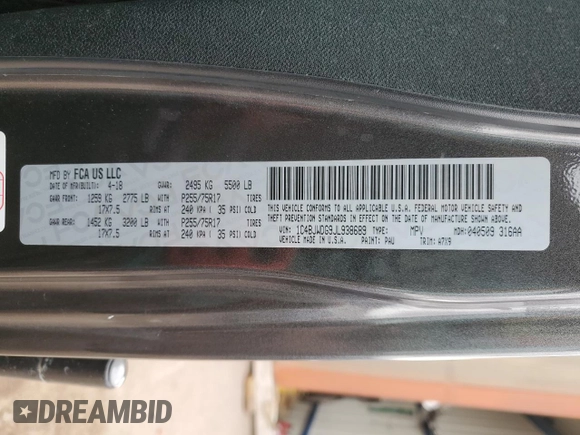 MFD BY FCA US LLC
DATE OF MFR(BUILT): 4-18 GVWR: 2495 KG 5500 LB
GAWR FRONT: 1259 KG 2775 LB P255/75R17 TIRES
17X7.5 RIMS AT 240 KPA ( 35 PSI) COLD
GAWR REAR: 1452 KG 3200 LB P255/75R17 TIRES
17X7.5 RIMS AT 240 KPA ( 35 PSI) COLD
THIS VEHICLE CONFORMS TO ALL APPLICABLE U.S.A. FEDERAL MOTOR VEHICLE SAFETY, BUMPER AND
THEFT PREVENTION STANDARDS IN EFFECT ON THE DATE OF MANUFACTURE SHOWN ABOVE.
VIN: 1C4BJWDG9JL938689 TYPE: MPV MDH: 040509 316AA
VEHICLE MADE IN U.S.A. PAINT: PAU TRIM: A7X9
DREAMBID